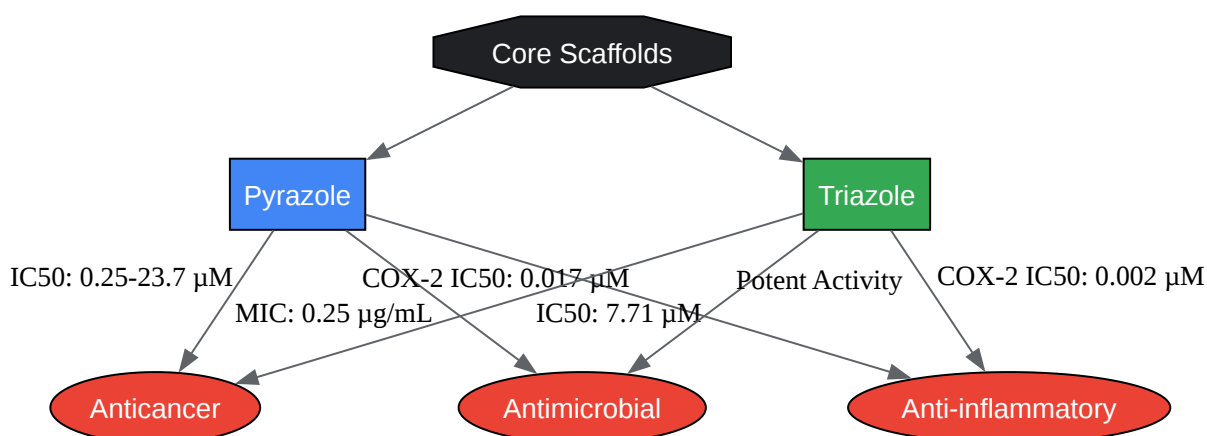 Core Scaffolds
Pyrazole
Triazole
IC50: 0.25-23.7 µM
COX-2 IC50: 0.017 µM
Potent Activity
COX-2 IC50: 0.002 µM
MIC: 0.25 µg/mL
IC50: 7.71 µM
Anticancer
Antimicrobial
Anti-inflammatory